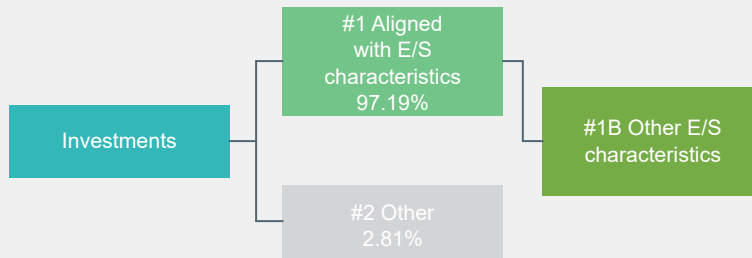 Investments
#1 Aligned
with E/S
characteristics
97.19%
#2 Other
2.81%
#1B Other E/S
characteristics